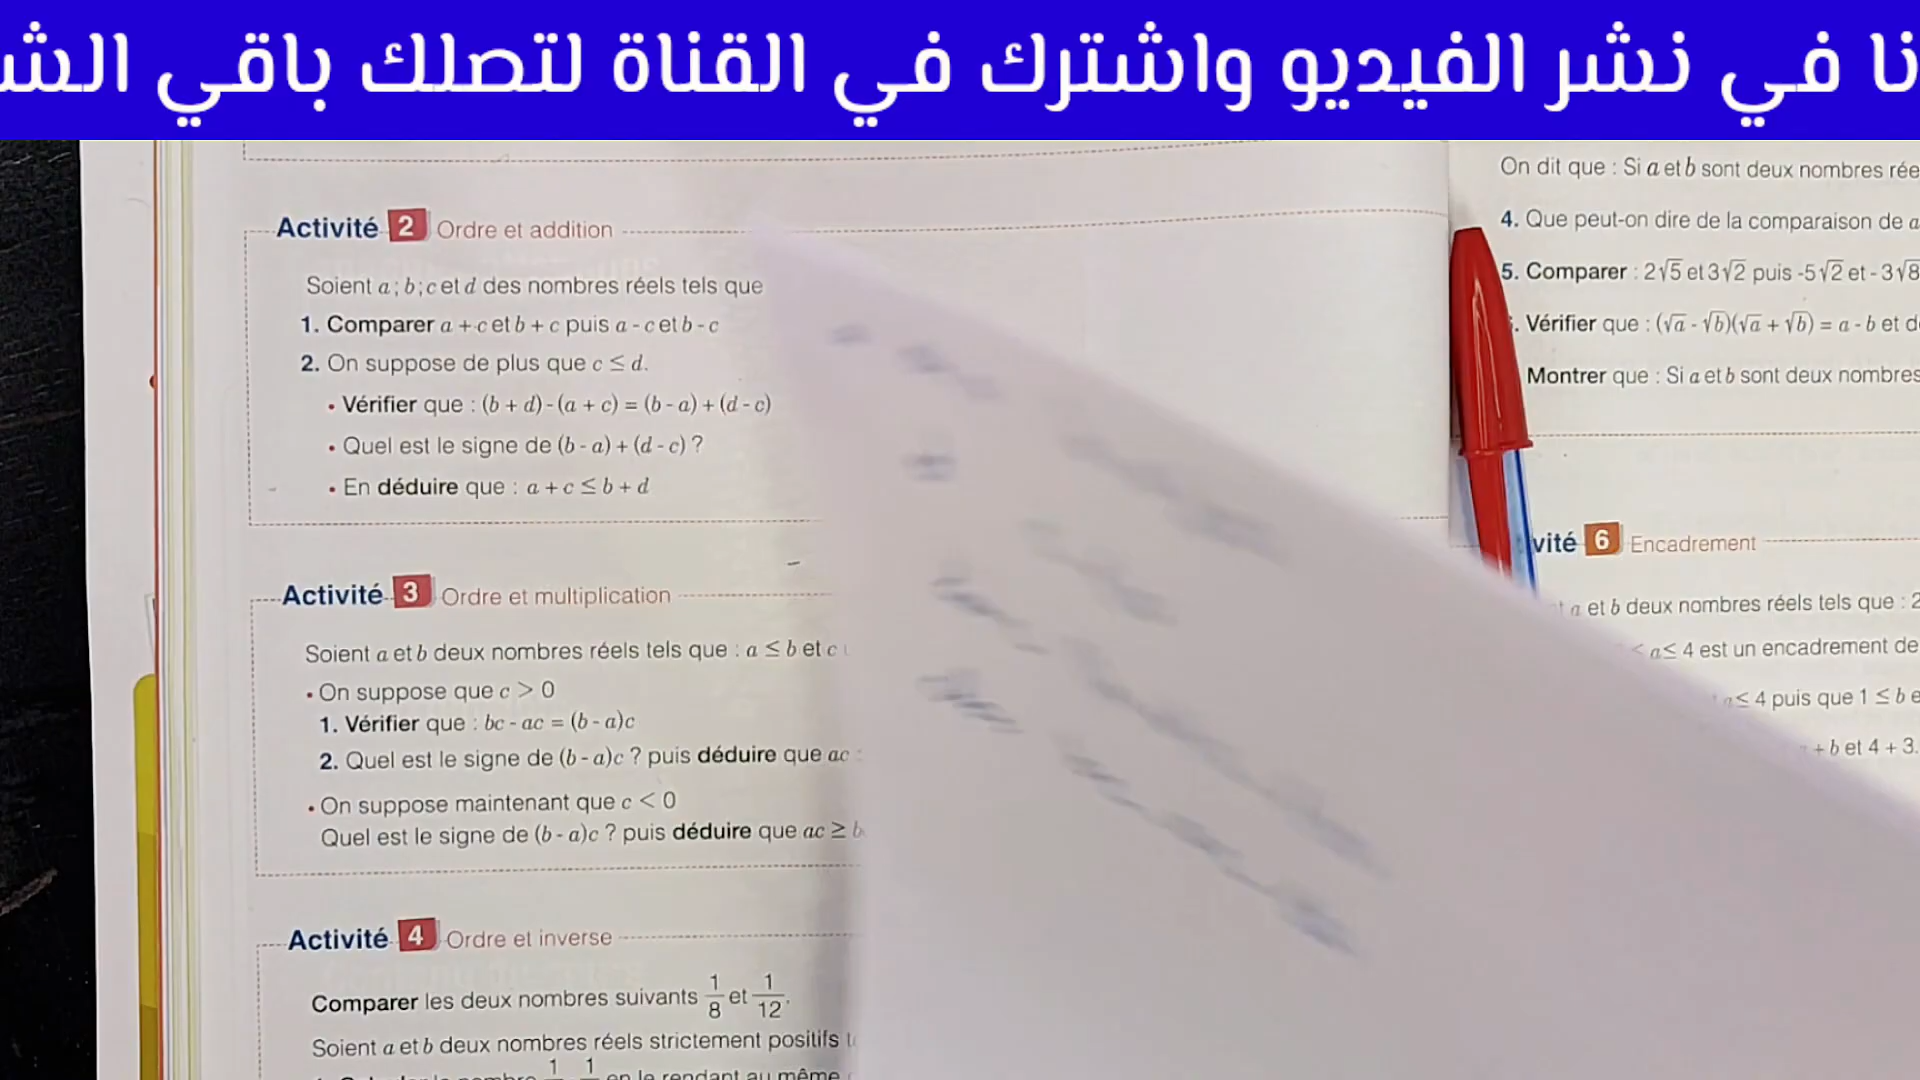 نا في نشر الفيديو واشترك في القناة لتصلك باقي الش
Activité 2 Ordre et addition
Soient a ; b ; c et d des nombres réels tels que
1. Comparer a + c et b + c puis a - c et b - c
2. On suppose de plus que c ≤ d.
• Vérifier que : (b + d) - (a + c) = (b - a) + (d - c)
• Quel est le signe de (b - a) + (d - c) ?
• En déduire que : a + c ≤ b + d
Activité 3 Ordre et multiplication
Soient a et b deux nombres réels tels que : a ≤ b et c
• On suppose que c > 0
1. Vérifier que : bc - ac = (b - a)c
2. Quel est le signe de (b - a)c ? puis déduire que ac
• On suppose maintenant que c < 0
Quel est le signe de (b - a)c ? puis déduire que ac ≥ b
Activité 4 Ordre et inverse
Comparer les deux nombres suivants 1/8 et 1/12.
Soient a et b deux nombres réels strictement positifs
en le rendant au même
On dit que : Si a et b sont deux nombres rée
4. Que peut-on dire de la comparaison de a
5. Comparer : 2√5 et 3√2 puis -5√2 et - 3√8
. Vérifier que : (√a - √b)(√a + √b) = a - b et d
Montrer que : Si a et b sont deux nombres
vité 6 Encadrement
a et b deux nombres réels tels que : 2
≤ a ≤ 4 est un encadrement de
a ≤ 4 puis que 1 ≤ b e
+ b et 4 + 3.